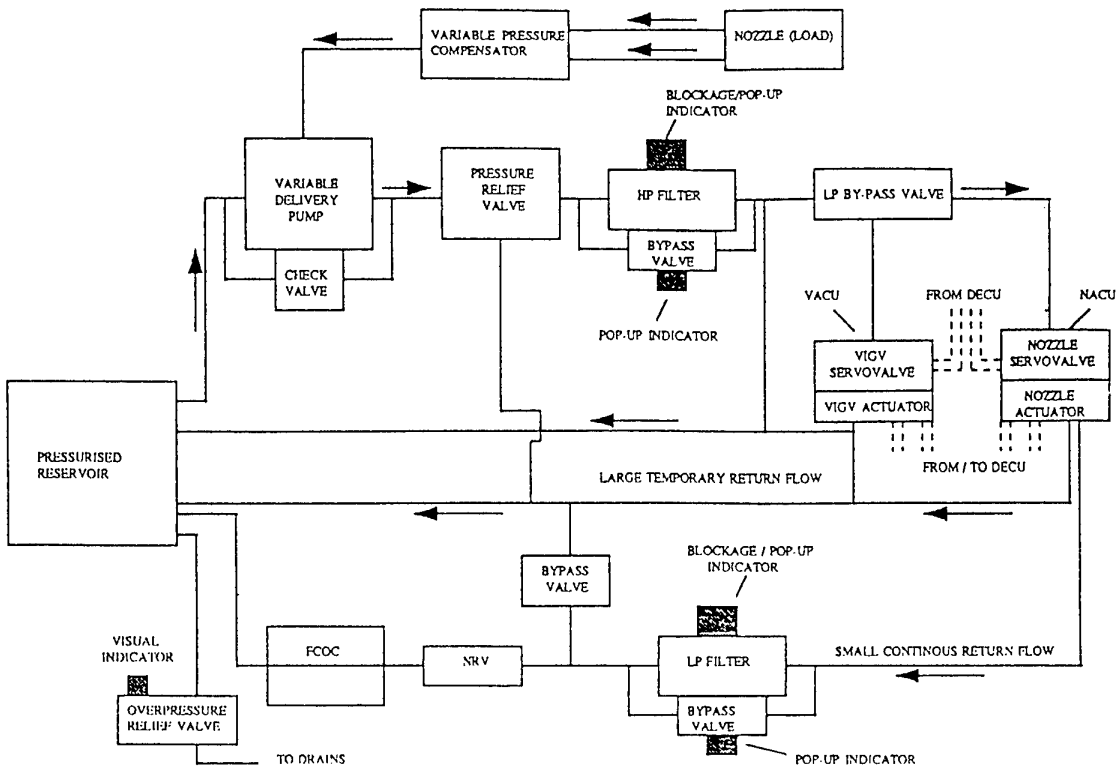 VARIABLE PRESSURE
COMPENSATOR
NOZZLE (LOAD)
BLOCKAGE/POP-UP
INDICATOR
VARIABLE
DELIVERY
PUMP
PRESSURE
RELIEF
VALVE
HP FILTER
LP BY-PASS VALVE
CHECK
VALVE
BYPASS
VALVE
POP-UP INDICATOR
VACU
FROM DECU
NACU
VIGV
SERVOVALVE
NOZZLE
SERVOVALVE
VIGV ACTUATOR
NOZZLE
ACTUATOR
PRESSURISED
RESERVOIR
FROM / TO DECU
LARGE TEMPORARY RETURN FLOW
BYPASS
VALVE
BLOCKAGE / POP-UP
INDICATOR
VISUAL
INDICATOR
FCOC
NRV
LP FILTER
SMALL CONTINOUS RETURN FLOW
OVERPRESSURE
RELIEF VALVE
BYPASS
VALVE
TO DRAINS
POP-UP INDICATOR